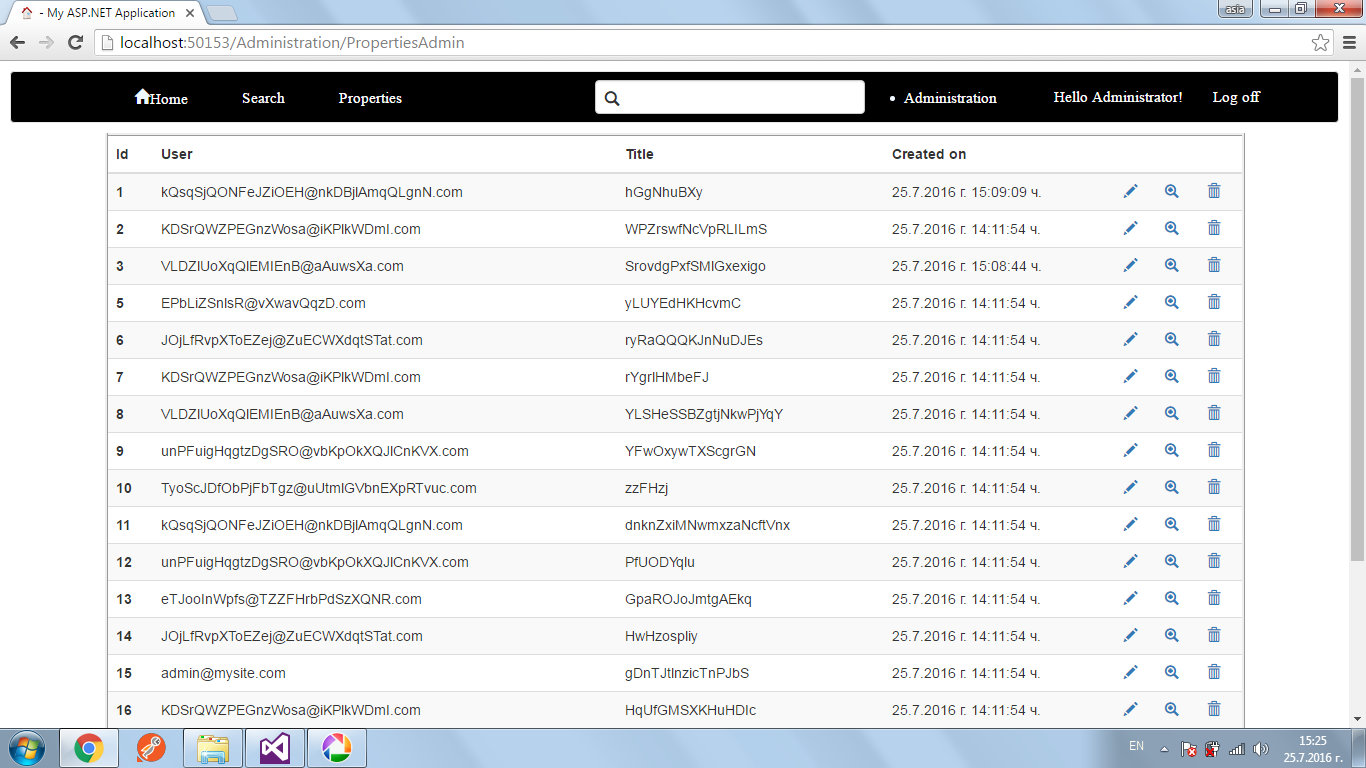 - My ASP.NET Application
asia
localhost:50153/Administration/PropertiesAdmin
Home Search Properties Administration Hello Administrator! Log off
Id User Title Created on
1 kQsqSjQONFeJZiOEH@nkDBjlAmqQLgnN.com hGgNhuBXy 25.7.2016 г. 15:09:09 ч.
2 KDSrQWZPEGnzWosa@iKPlkWDmI.com WPZrswfNcVpRLILmS 25.7.2016 г. 14:11:54 ч.
3 VLDZIUoXqQIEMIEnB@aAuwsXa.com SrovdgPxfSMIGxexigo 25.7.2016 г. 15:08:44 ч.
5 EPbLiZSnlsR@vXwavQqzD.com yLUYEdHKHcvmC 25.7.2016 г. 14:11:54 ч.
6 JOjLfRvpXToEZej@ZuECWXdqtSTat.com ryRaQQQKJnNuDJEs 25.7.2016 г. 14:11:54 ч.
7 KDSrQWZPEGnzWosa@iKPlkWDmI.com rYgrlHMbeFJ 25.7.2016 г. 14:11:54 ч.
8 VLDZIUoXqQIEMIEnB@aAuwsXa.com YLSHeSSBZgtjNkwPjYqY 25.7.2016 г. 14:11:54 ч.
9 unPFuigHqgtzDgSRO@vbKpOkXQJICnKVX.com YFwOxywTXScgrGN 25.7.2016 г. 14:11:54 ч.
10 TyoScJDfObPjFbTgz@uUtmlGVbnEXpRTvuc.com zzFHzj 25.7.2016 г. 14:11:54 ч.
11 kQsqSjQONFeJZiOEH@nkDBjlAmqQLgnN.com dnknZxiMNwmxzaNcftVnx 25.7.2016 г. 14:11:54 ч.
12 unPFuigHqgtzDgSRO@vbKpOkXQJICnKVX.com PfUODYqlu 25.7.2016 г. 14:11:54 ч.
13 eTJooInWpfs@TZZFHrbPdSzXQNR.com GpaROJoJmtgAEkq 25.7.2016 г. 14:11:54 ч.
14 JOjLfRvpXToEZej@ZuECWXdqtSTat.com HwHzospliy 25.7.2016 г. 14:11:54 ч.
15 admin@mysite.com gDnTJtlnzicTnPJbS 25.7.2016 г. 14:11:54 ч.
16 KDSrQWZPEGnzWosa@iKPlkWDmI.com HqUfGMSXKHuHDIc 25.7.2016 г. 14:11:54 ч.
EN 15:25
25.7.2016 г.